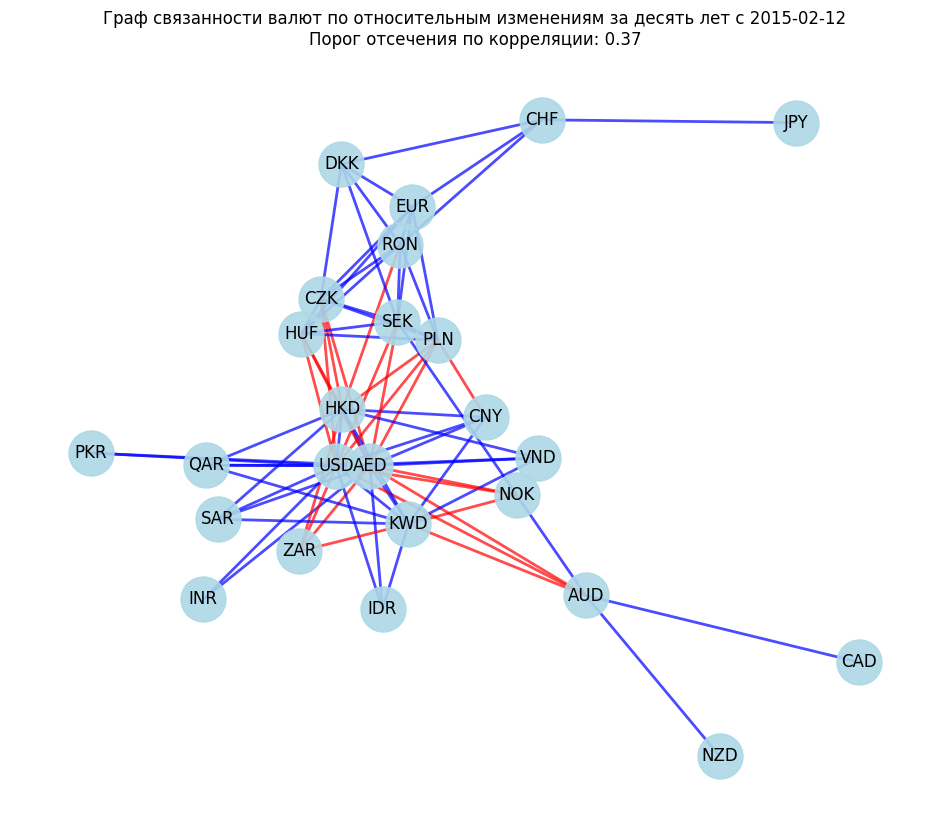 Граф связанности валют по относительным изменениям за десять лет с 2015-02-12
Порог отсечения по корреляции: 0.37
CHF
JPY
DKK
EUR
RON
CZK
SEK
HUF
PLN
HKD
CNY
PKR
QAR
USD
AED
VND
NOK
SAR
KWD
ZAR
INR
IDR
AUD
CAD
NZD